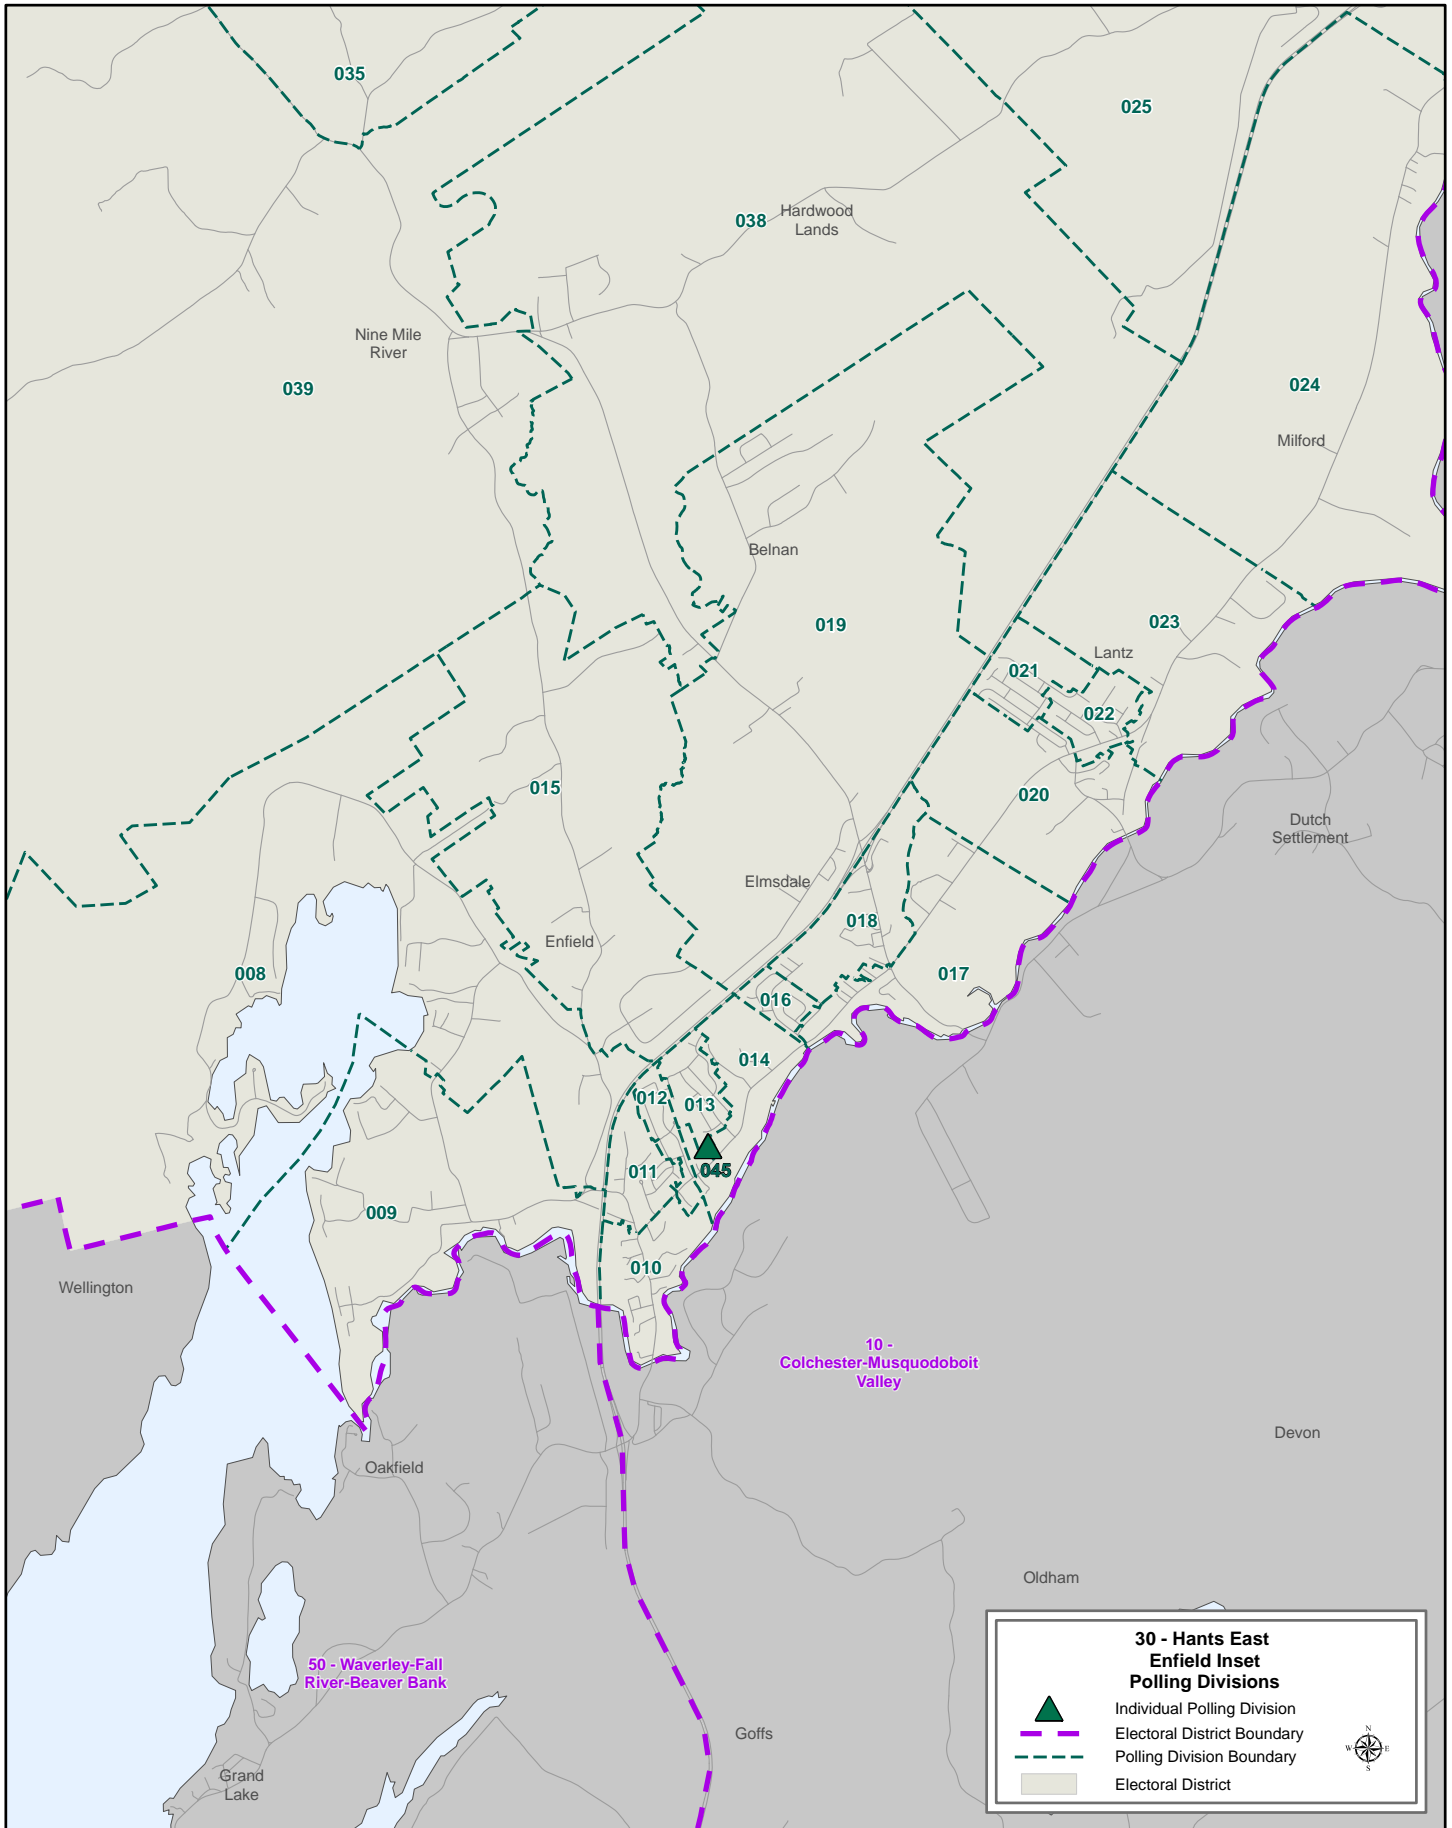 035
025
038
Hardwood
Lands
Nine Mile
River
039
024
Milford
Belnan
019
023
Lantz
021
022
015
020
Dutch
Settlement
Elmsdale
018
Enfield
008
017
016
014
012
013
011
045
009
010
Wellington
10 -
Colchester-Musquodoboit
Valley
Devon
Oakfield
Oldham
50 - Waverley-Fall
River-Beaver Bank
Goffs
Grand
Lake
30 - Hants East
Enfield Inset
Polling Divisions
Individual Polling Division
Electoral District Boundary
Polling Division Boundary
Electoral District
N
W
E
S